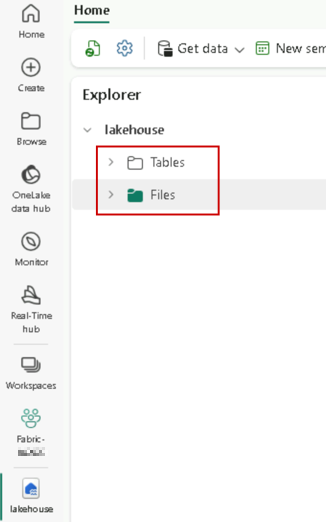 Home
Home
Get data
New sem
Create
Explorer
lakehouse
Browse
Tables
Files
OneLake
data hub
Monitor
Real-Time
hub
Workspaces
Fabric-
lakehouse